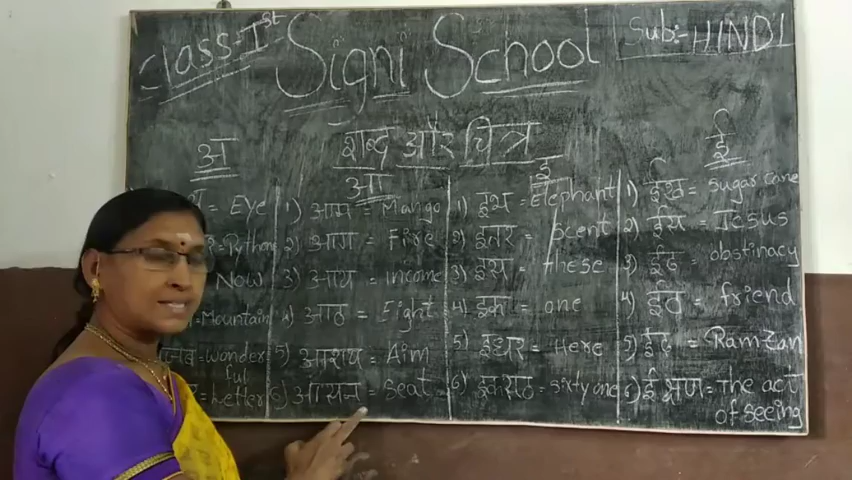 Class:- Ist Signi School Sub:- HINDI
शब्द और चित्र
अ आ इ ई
= Eye 1) आम = Mango 1) इभ = Elephant 1) ईख = Sugar cane
= Python 2) आग = Fire 2) इतर = Scent 2) ईसा = Jesus
Now 3) आय = income 3) इस = these 3) ईढ = obstinacy
= Mountain 4) आठ = Eight 4) इक = one 4) ईठ = friend
= wonder ful 5) आशय = Aim 5) इधर = Here 5) ईद = Ramzan
= Letter 6) आसन = Seat 6) इकसठ = sixty one 6) ईक्षण = The act of seeing